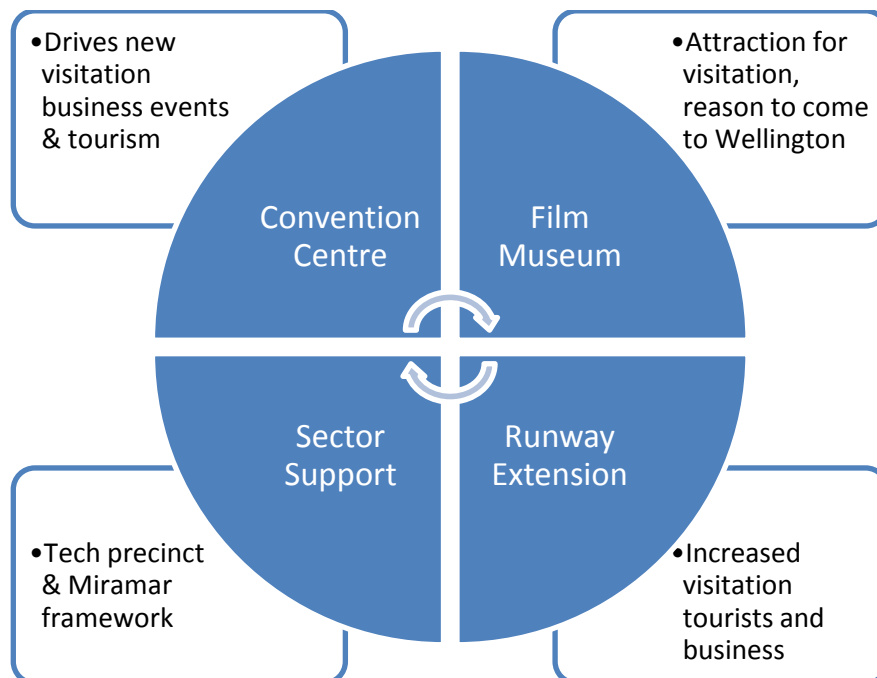 •Drives new
visitation
business events
& tourism
•Attraction for
visitation,
reason to come
to Wellington
Convention
Centre
Film
Museum
Sector
Support
Runway
Extension
•Tech precinct
& Miramar
framework
•Increased
visitation
tourists and
business